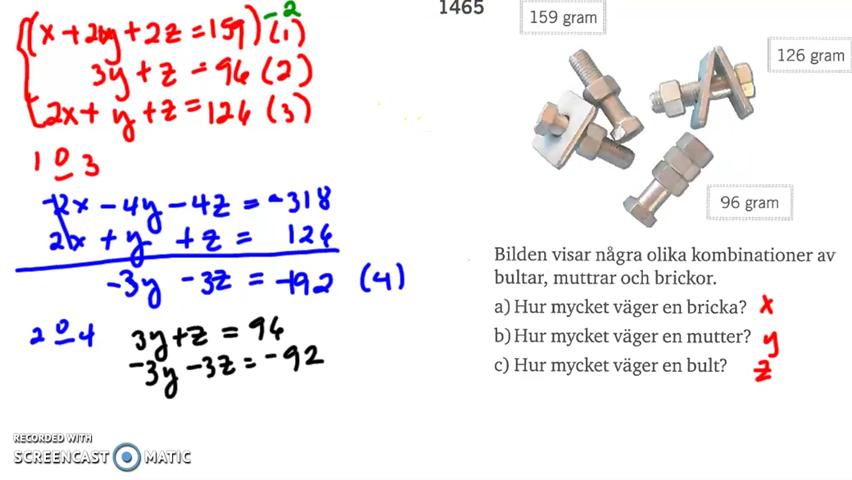 (x + 2y + 2z = 159) (1) -2
3y + z = 96 (2)
2x + y + z = 126 (3)
1 o 3
-2x - 4y - 4z = -318
2x + y + z = 126
-3y - 3z = -192 (4)
2 o 4
3y + z = 96
-3y - 3z = -92
RECORDED WITH
SCREENCAST MATIC
1465
159 gram
126 gram
96 gram
Bilden visar några olika kombinationer av
bultar, muttrar och brickor.
a) Hur mycket väger en bricka? x
b) Hur mycket väger en mutter? y
c) Hur mycket väger en bult? z